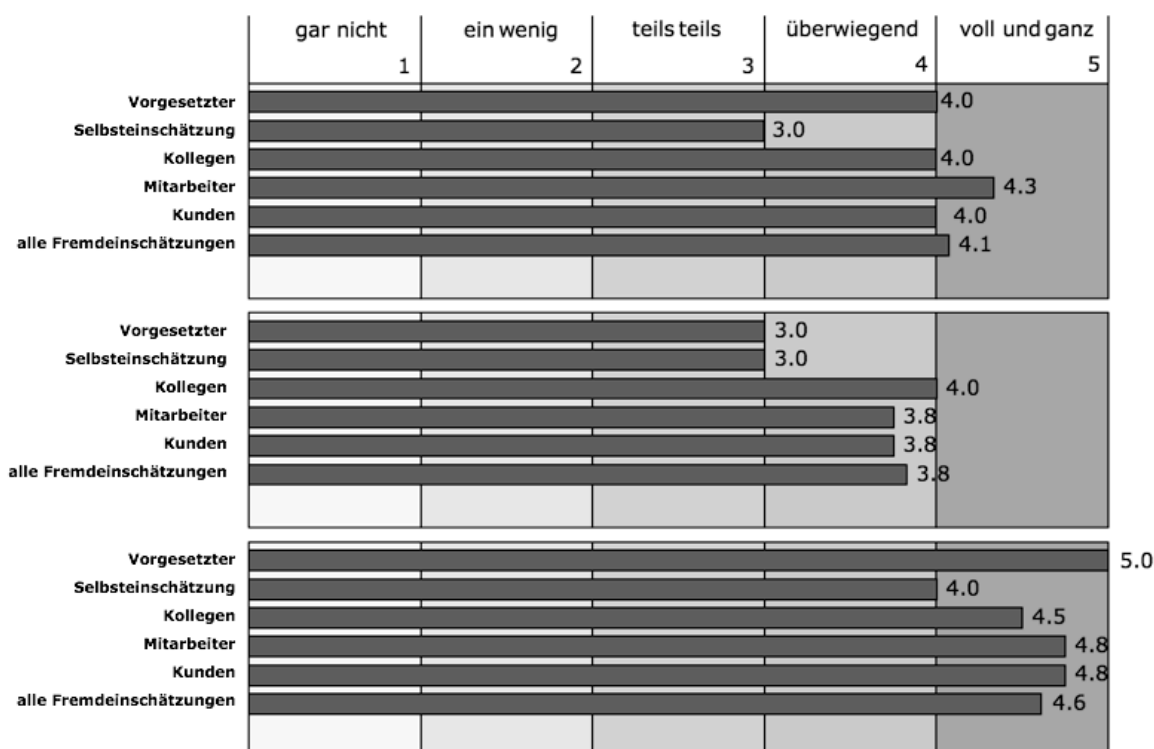 gar nicht ein wenig teils teils überwiegend voll und ganz
1 2 3 4 5
Vorgesetzter 4.0
Selbsteinschätzung 3.0
Kollegen 4.0
Mitarbeiter 4.3
Kunden 4.0
alle Fremdeinschätzungen 4.1
Vorgesetzter 3.0
Selbsteinschätzung 3.0
Kollegen 4.0
Mitarbeiter 3.8
Kunden 3.8
alle Fremdeinschätzungen 3.8
Vorgesetzter 5.0
Selbsteinschätzung 4.0
Kollegen 4.5
Mitarbeiter 4.8
Kunden 4.8
alle Fremdeinschätzungen 4.6